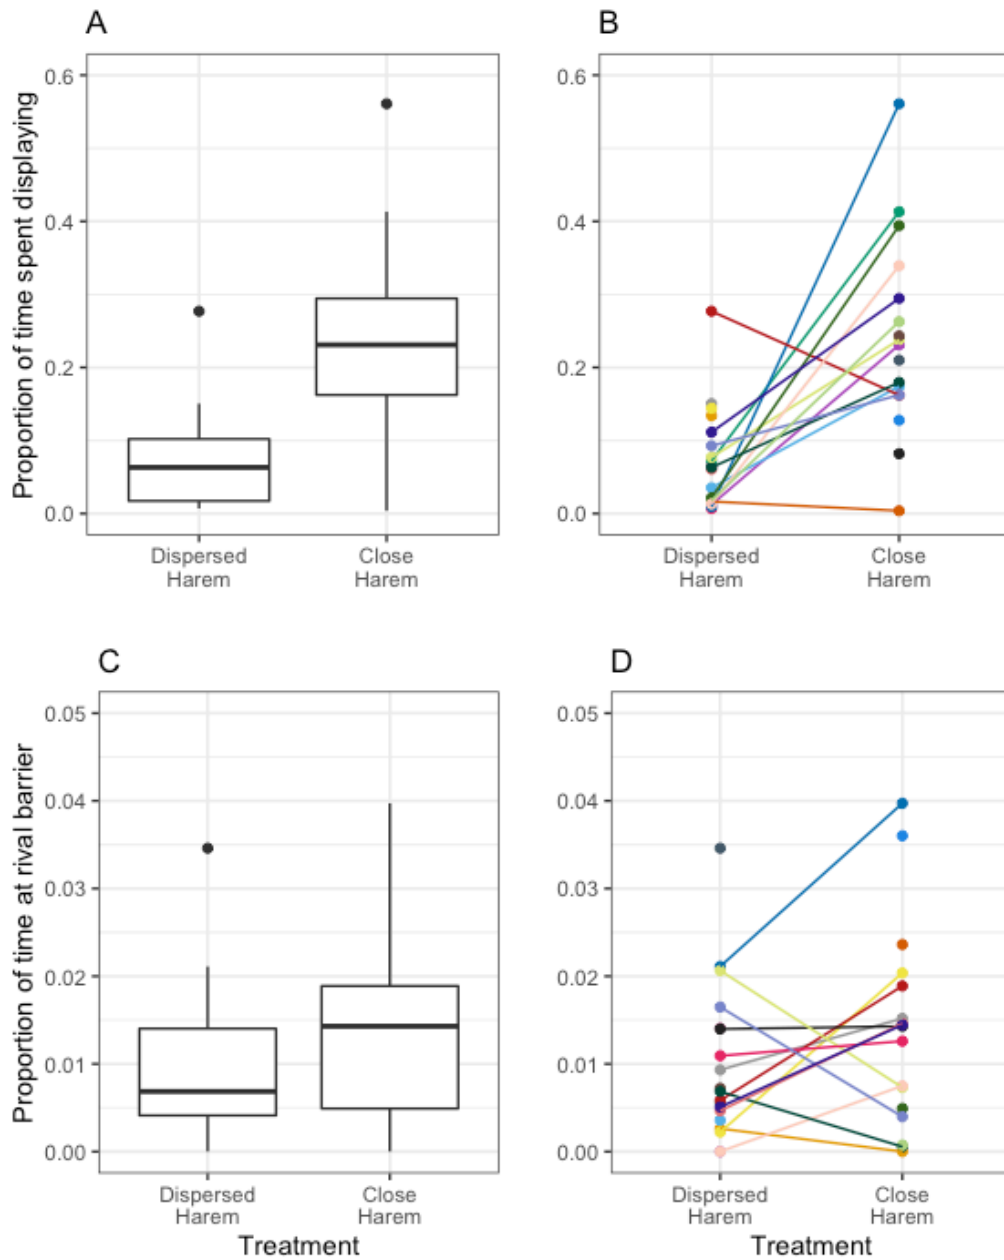 A
B
Proportion of time spent displaying
0.6
0.4
0.2
0.0
0.6
0.4
0.2
0.0
Dispersed
Harem
Close
Harem
Dispersed
Harem
Close
Harem
C
D
Proportion of time at rival barrier
0.05
0.04
0.03
0.02
0.01
0.00
0.05
0.04
0.03
0.02
0.01
0.00
Dispersed
Harem
Close
Harem
Dispersed
Harem
Close
Harem
Treatment
Treatment